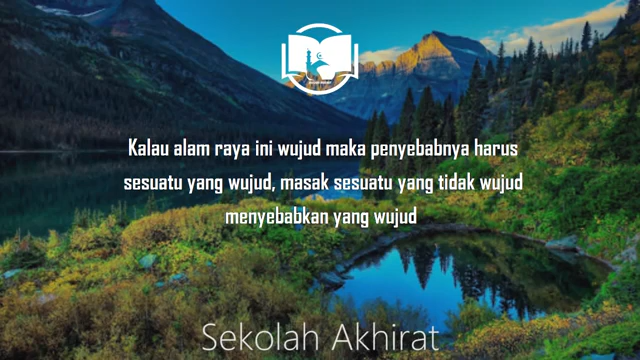 Kalau alam raya ini wujud maka penyebabnya harus
sesuatu yang wujud, masak sesuatu yang tidak wujud
menyebabkan yang wujud
Sekolah Akhirat